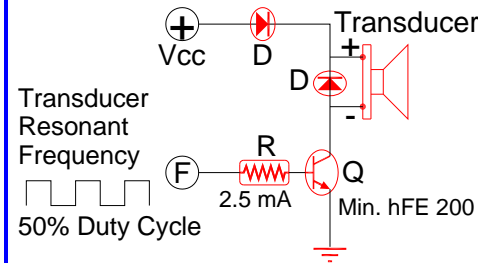 Transducer
+
Vcc
D
+
D
-
Transducer
Resonant
Frequency
F
R
2.5 mA
Q
Min. hFE 200
50% Duty Cycle